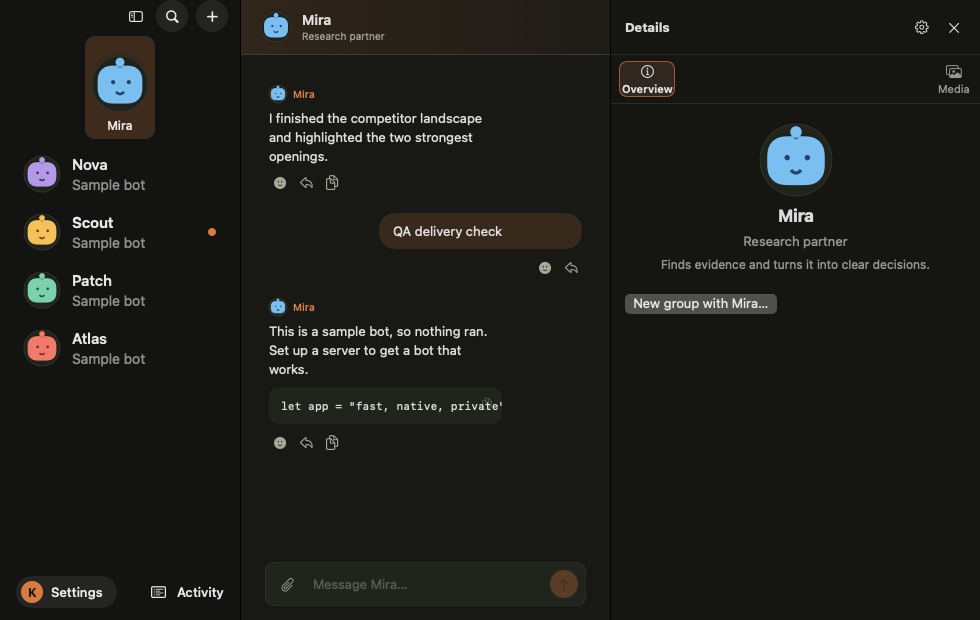 Mira
Nova
Sample bot
Scout
Sample bot
Patch
Sample bot
Atlas
Sample bot
K
Settings
Activity
Mira
Research partner
Mira
I finished the competitor landscape
and highlighted the two strongest
openings.
QA delivery check
Mira
This is a sample bot, so nothing ran.
Set up a server to get a bot that
works.
let app = "fast, native, private"
Message Mira...
Details
Overview
Media
Mira
Research partner
Finds evidence and turns it into clear decisions.
New group with Mira...